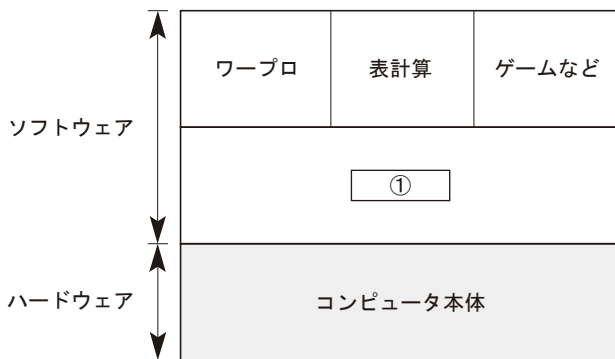 ワープロ
表計算
ゲームなど
ソフトウェア
①
ハードウェア
コンピュータ本体